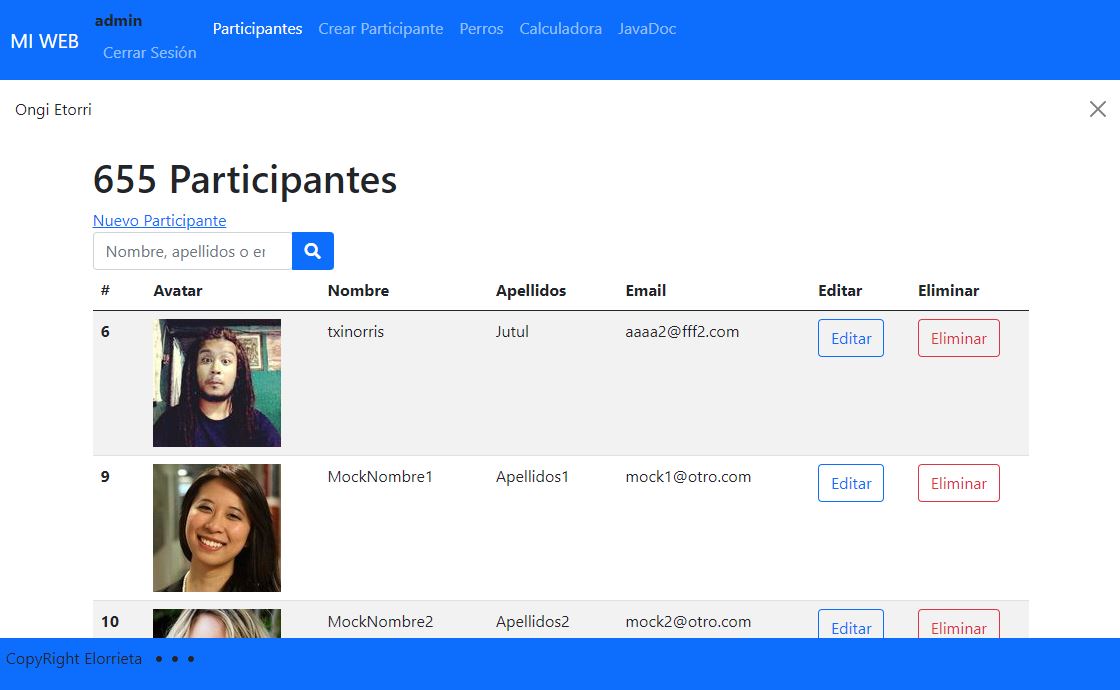 MI WEB
admin
Cerrar Sesión
Participantes Crear Participante Perros Calculadora JavaDoc
Ongi Etorri
655 Participantes
Nuevo Participante
Nombre, apellidos o
# Avatar Nombre Apellidos Email Editar Eliminar
6 txinorris Jutul aaaa2@fff2.com Editar Eliminar
9 MockNombre1 Apellidos1 mock1@otro.com Editar Eliminar
10 MockNombre2 Apellidos2 mock2@otro.com Editar Eliminar
CopyRight Elorrieta • • •